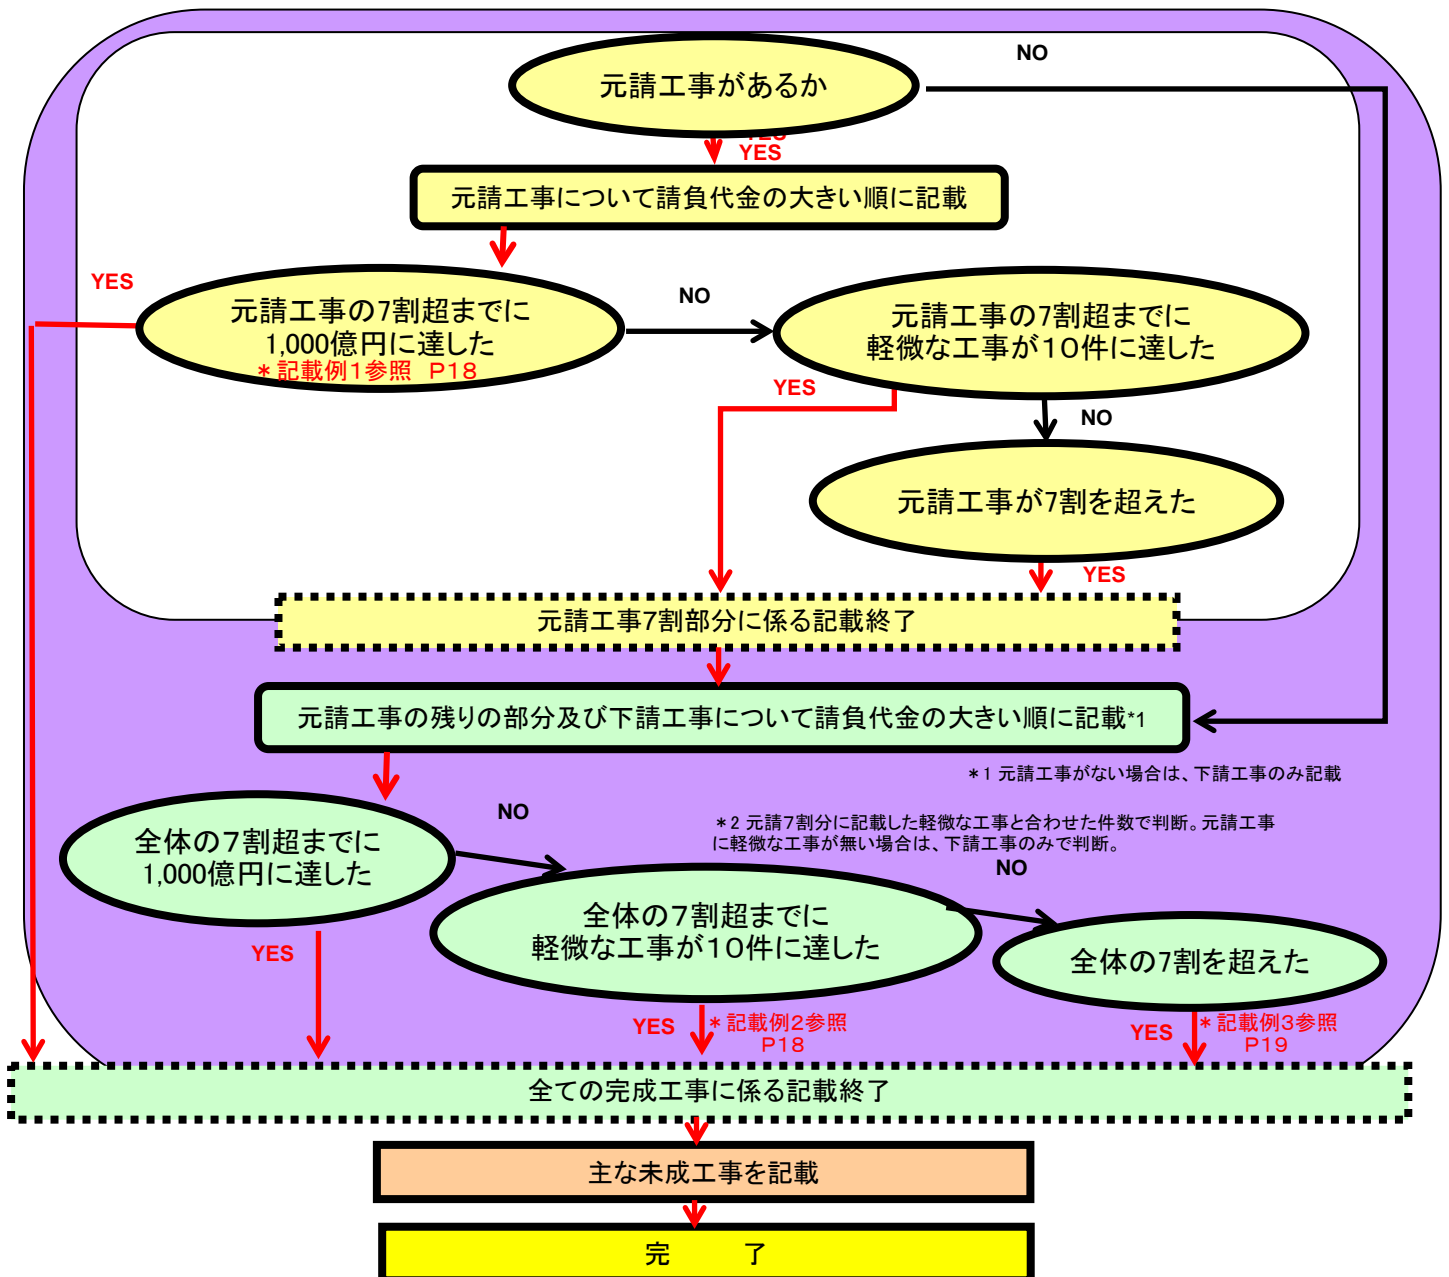 元請工事があるか
NO
YES
YES
元請工事について請負代金の大きい順に記載
YES
元請工事の7割超までに
1,000億円に達した
*記載例1参照 P18
NO
元請工事の7割超までに
軽微な工事が10件に達した
YES
NO
元請工事が7割を超えた
YES
元請工事7割部分に係る記載終了
元請工事の残りの部分及び下請工事について請負代金の大きい順に記載*1
*1 元請工事がない場合は、下請工事のみ記載
全体の7割超までに
1,000億円に達した
NO
*2 元請7割分に記載した軽微な工事と合わせた件数で判断。元請工事
に軽微な工事が無い場合は、下請工事のみで判断。
NO
全体の7割超までに
軽微な工事が10件に達した
全体の7割を超えた
YES
YES
*記載例2参照
P18
YES
*記載例3参照
P19
全ての完成工事に係る記載終了
主な未成工事を記載
完 了